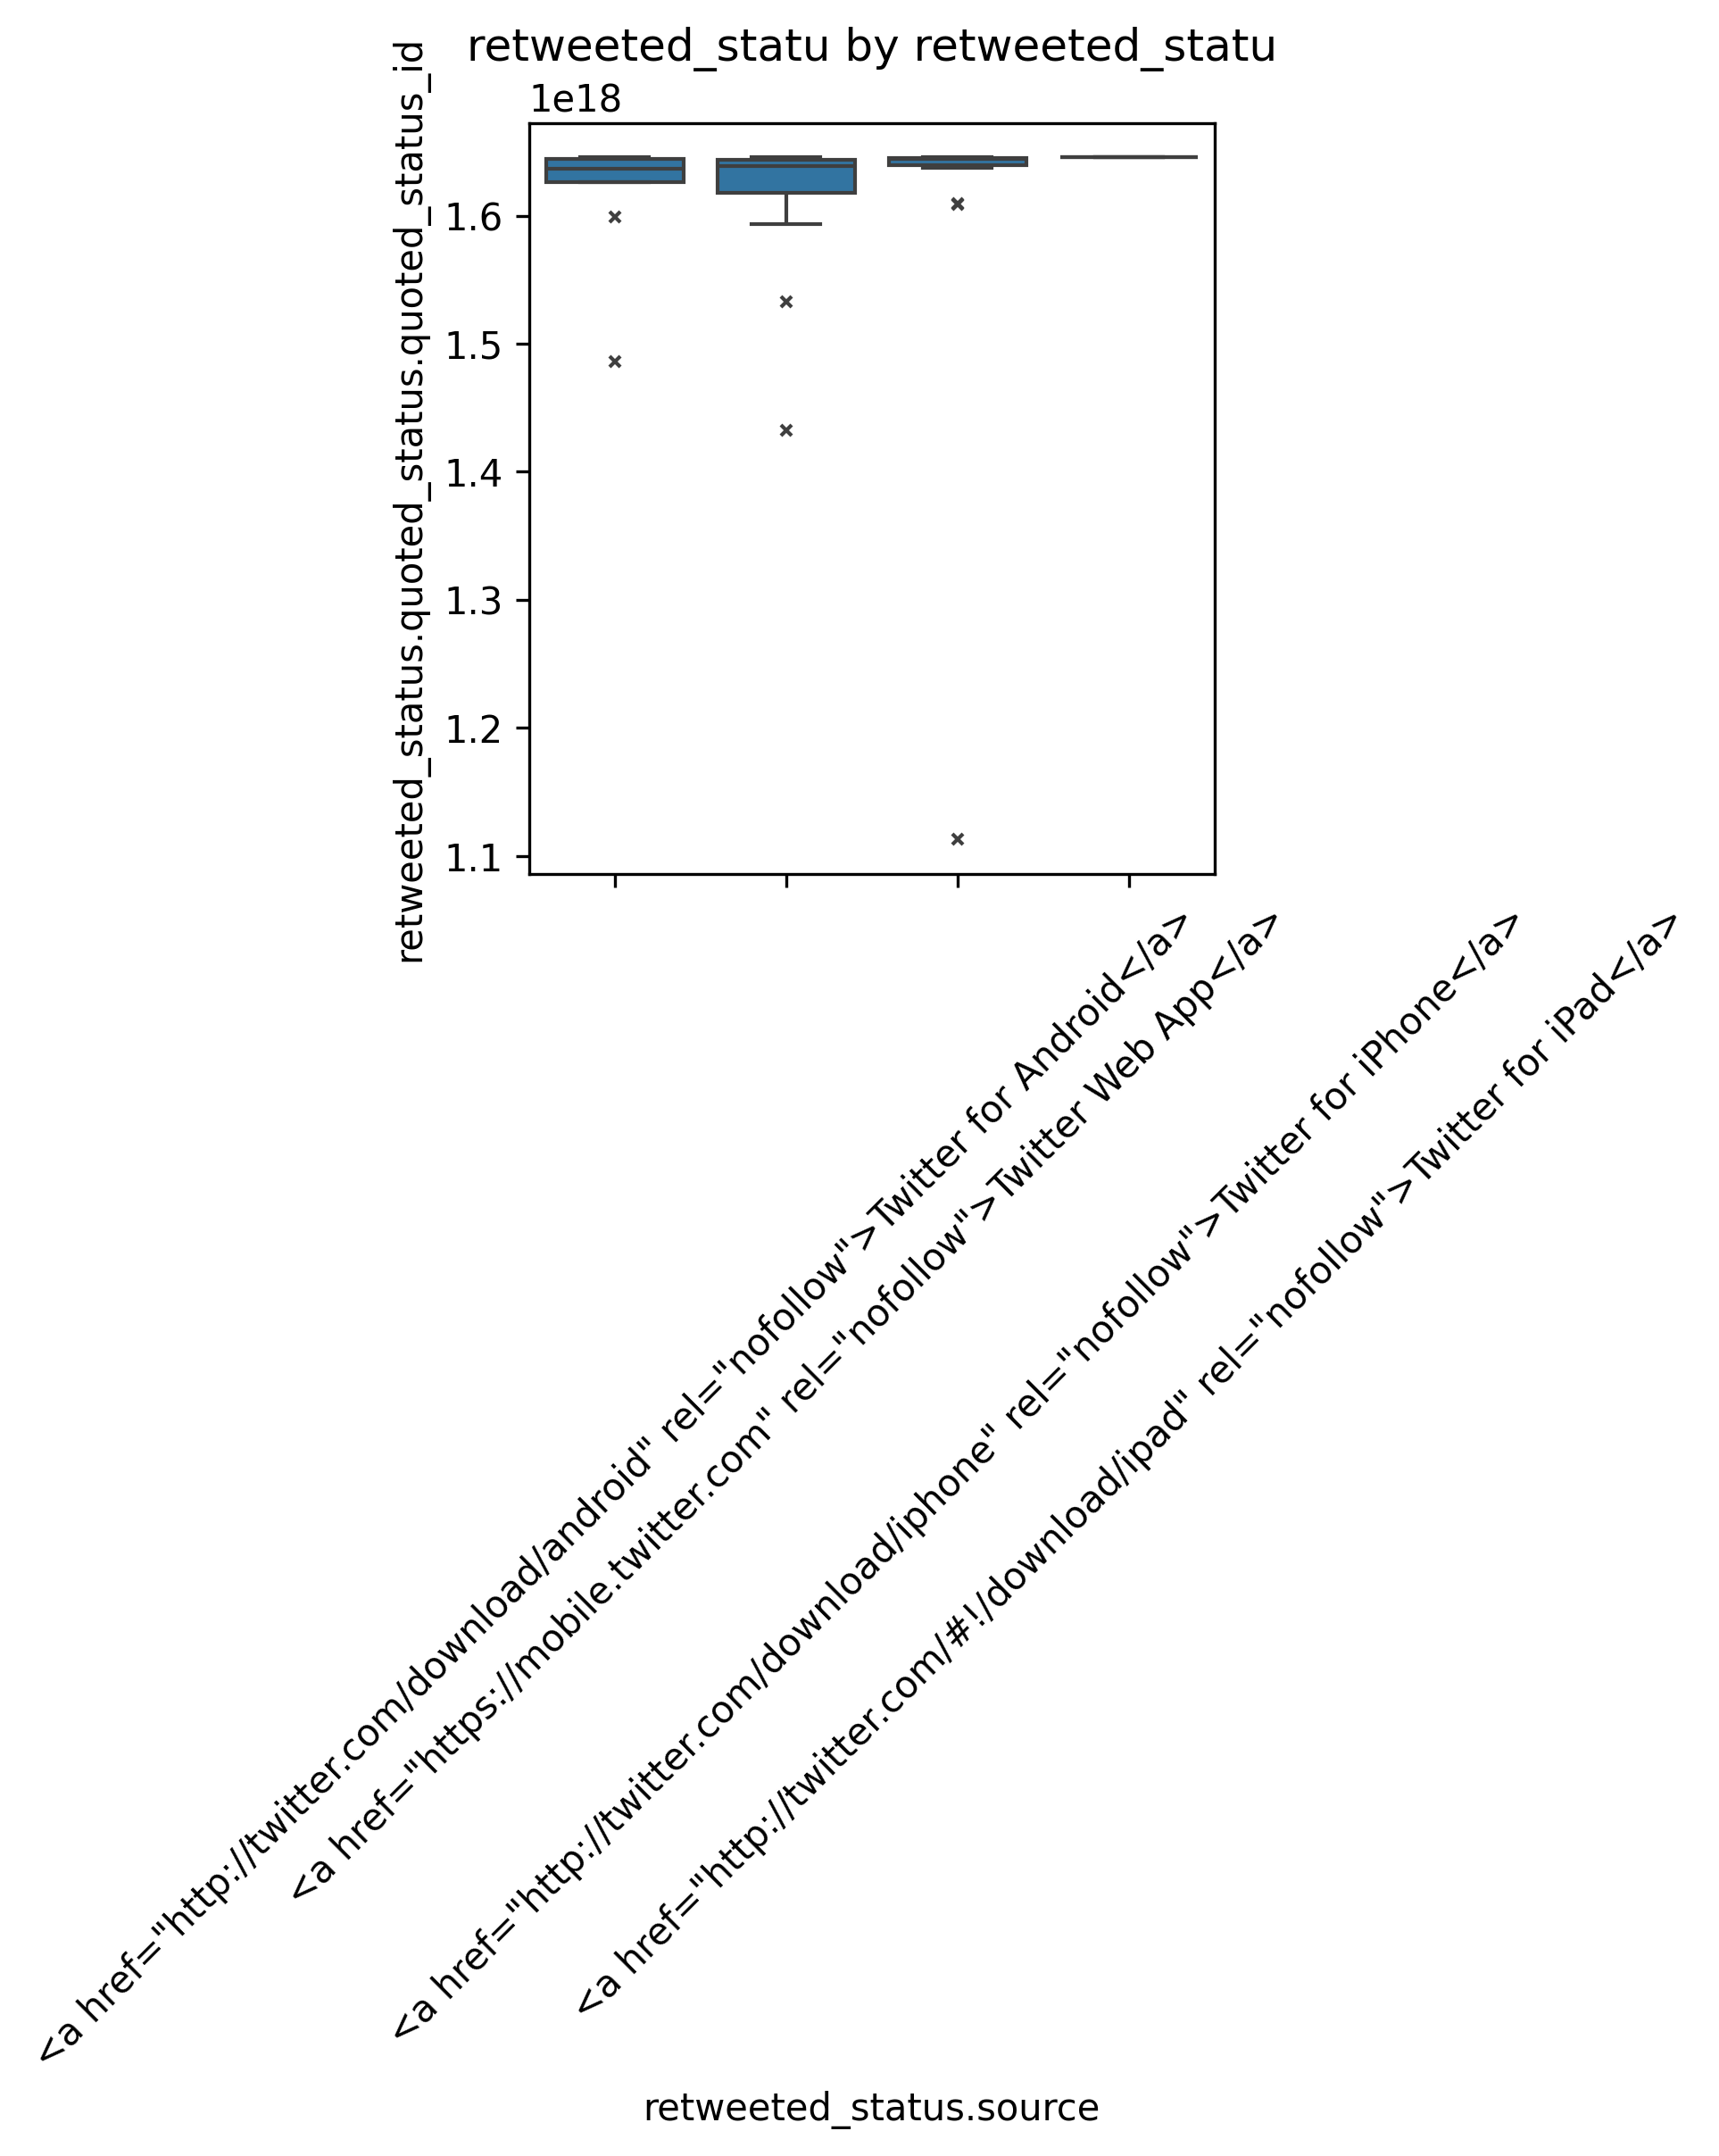 retweeted_statu by retweeted_statu
1e18
retweeted_status.quoted_status.quoted_status_id
1.6
1.5
1.4
1.3
1.2
1.1
<a href="http://twitter.com/download/android" rel="nofollow">Twitter for Android</a>
<a href="https://mobile.twitter.com" rel="nofollow">Twitter Web App</a>
<a href="http://twitter.com/download/iphone" rel="nofollow">Twitter for iPhone</a>
<a href="http://twitter.com/#!/download/ipad" rel="nofollow">Twitter for iPad</a>
retweeted_status.source